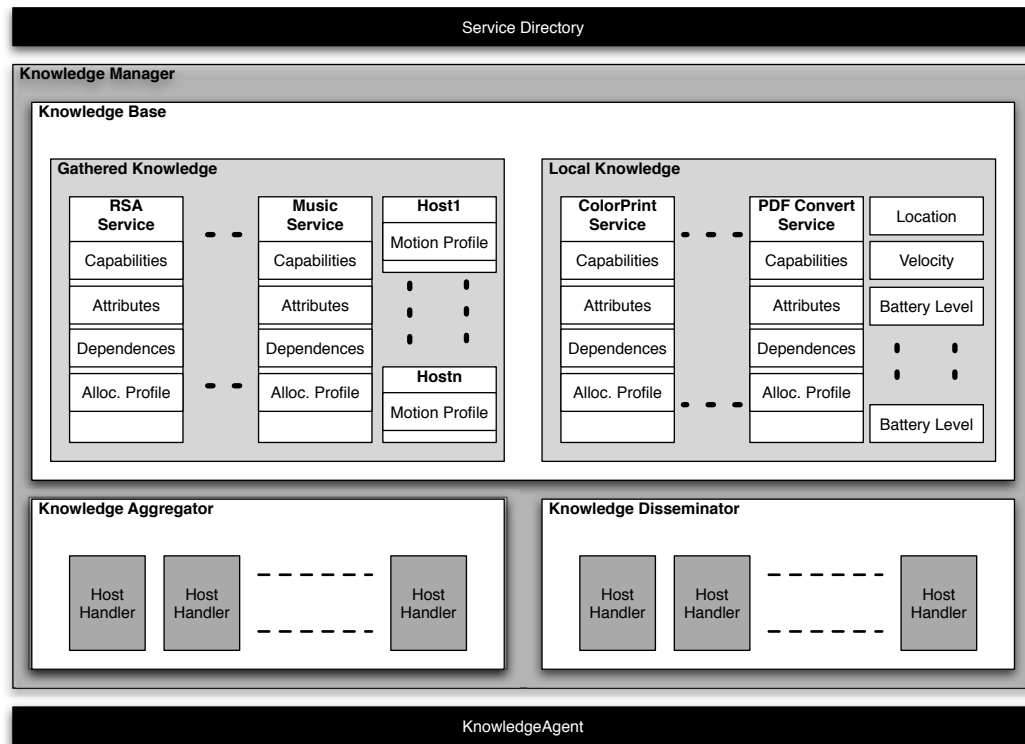 Service Directory
Knowledge Manager
Knowledge Base
Gathered Knowledge
RSA
Service
Capabilities
Attributes
Dependences
Alloc. Profile
Music
Service
Capabilities
Attributes
Dependences
Alloc. Profile
Host1
Motion Profile
Hostn
Motion Profile
Local Knowledge
ColorPrint
Service
Capabilities
Attributes
Dependences
Alloc. Profile
PDF Convert
Service
Capabilities
Attributes
Dependences
Alloc. Profile
Location
Velocity
Battery Level
Battery Level
Knowledge Aggregator
Host
Handler
Host
Handler
Host
Handler
Knowledge Disseminator
Host
Handler
Host
Handler
Host
Handler
KnowledgeAgent